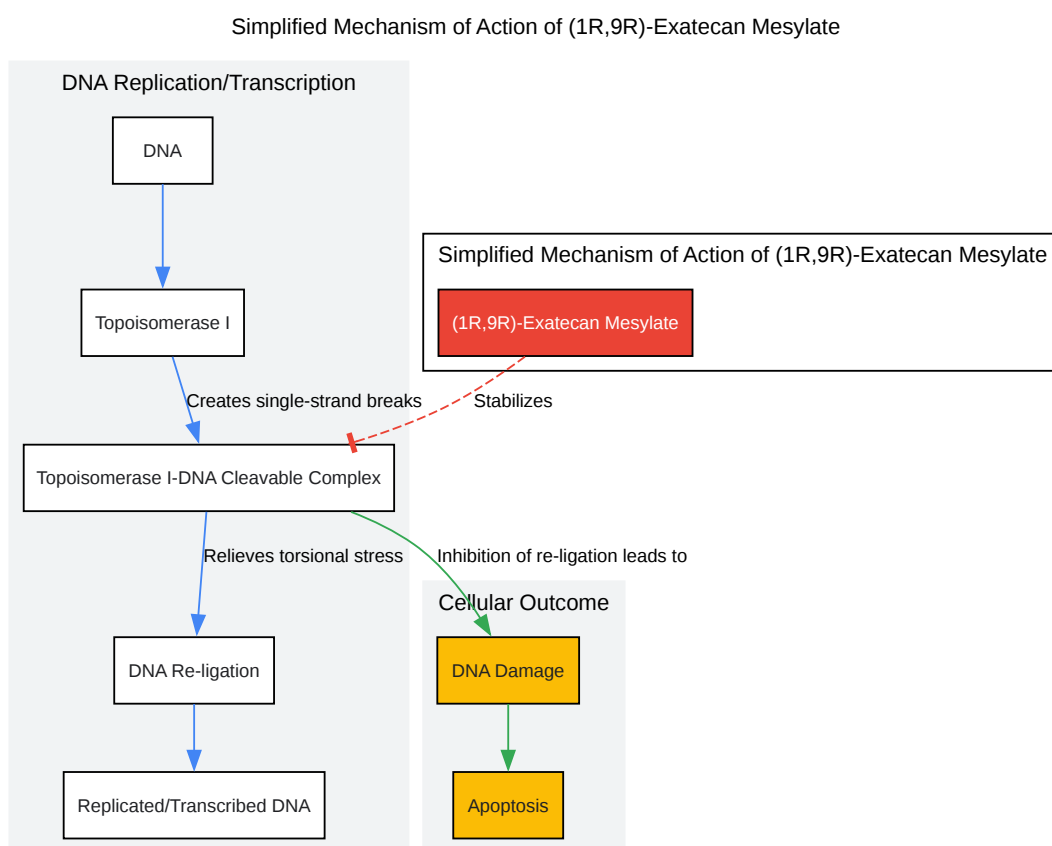 Simplified Mechanism of Action of (1R,9R)-Exatecan Mesylate
DNA Replication/Transcription
DNA
Simplified Mechanism of Action of (1R,9R)-Exatecan Mesylate
Topoisomerase I
(1R,9R)-Exatecan Mesylate
Creates single-strand breaks
Stabilizes
Topoisomerase I-DNA Cleavable Complex
Relieves torsional stress
Inhibition of re-ligation leads to
Cellular Outcome
DNA Re-ligation
DNA Damage
Replicated/Transcribed DNA
Apoptosis